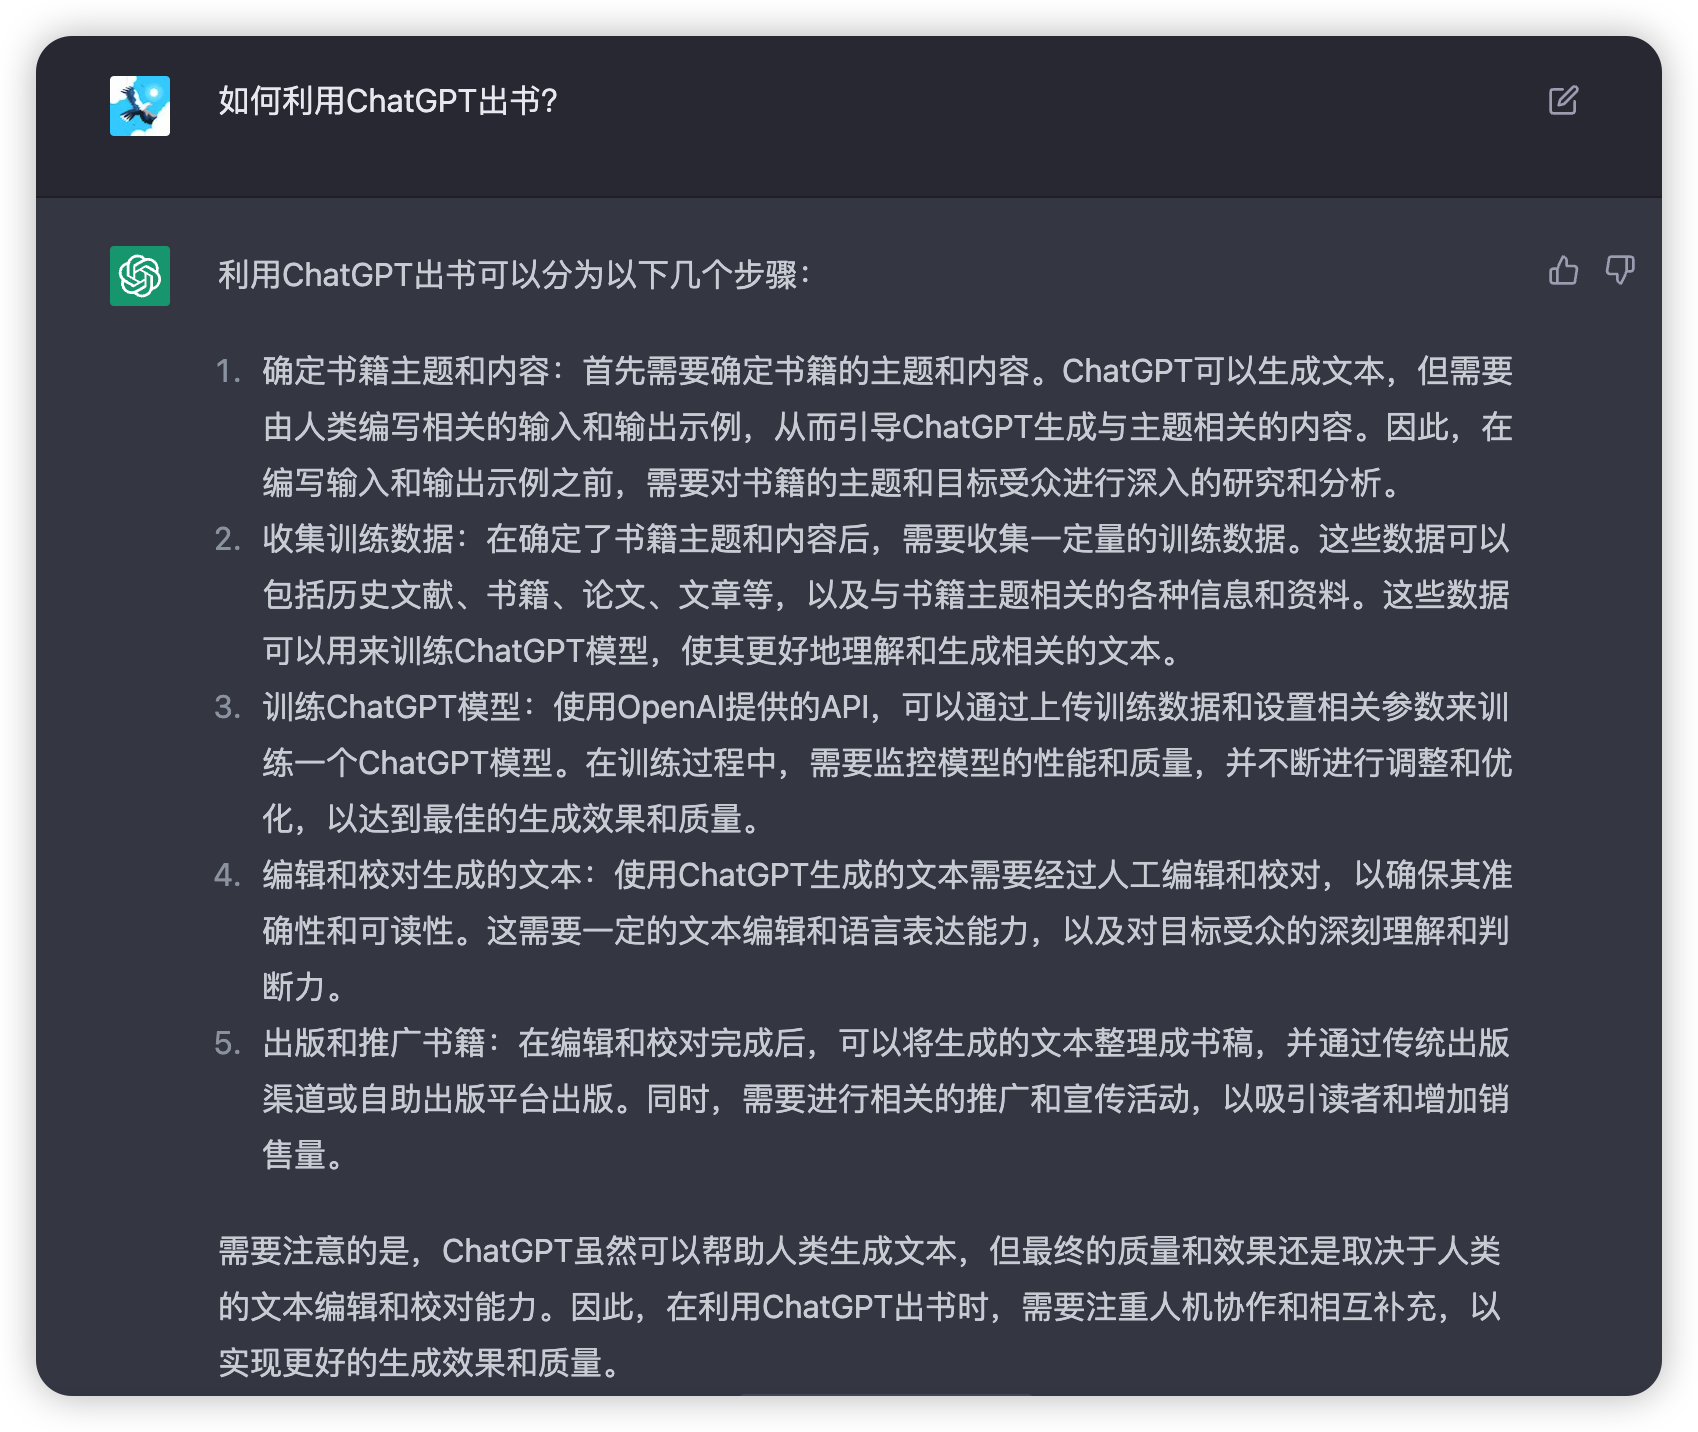 如何利用ChatGPT出书?
利用ChatGPT出书可以分为以下几个步骤：
1. 确定书籍主题和内容：首先需要确定书籍的主题和内容。ChatGPT可以生成文本，但需要
由人类编写相关的输入和输出示例，从而引导ChatGPT生成与主题相关的内容。因此，在
编写输入和输出示例之前，需要对书籍的主题和目标受众进行深入的研究和分析。
2. 收集训练数据：在确定了书籍主题和内容后，需要收集一定量的训练数据。这些数据可以
包括历史文献、书籍、论文、文章等，以及与书籍主题相关的各种信息和资料。这些数据
可以用来训练ChatGPT模型，使其更好地理解和生成相关的文本。
3. 训练ChatGPT模型：使用OpenAI提供的API，可以通过上传训练数据和设置相关参数来训
练一个ChatGPT模型。在训练过程中，需要监控模型的性能和质量，并不断进行调整和优
化，以达到最佳的生成效果和质量。
4. 编辑和校对生成的文本：使用ChatGPT生成的文本需要经过人工编辑和校对，以确保其准
确性和可读性。这需要一定的文本编辑和语言表达能力，以及对目标受众的深刻理解和判
断力。
5. 出版和推广书籍：在编辑和校对完成后，可以将生成的文本整理成书稿，并通过传统出版
渠道或自助出版平台出版。同时，需要进行相关的推广和宣传活动，以吸引读者和增加销
售量。
需要注意的是，ChatGPT虽然可以帮助人类生成文本，但最终的质量和效果还是取决于人类
的文本编辑和校对能力。因此，在利用ChatGPT出书时，需要注重人机协作和相互补充，以
实现更好的生成效果和质量。